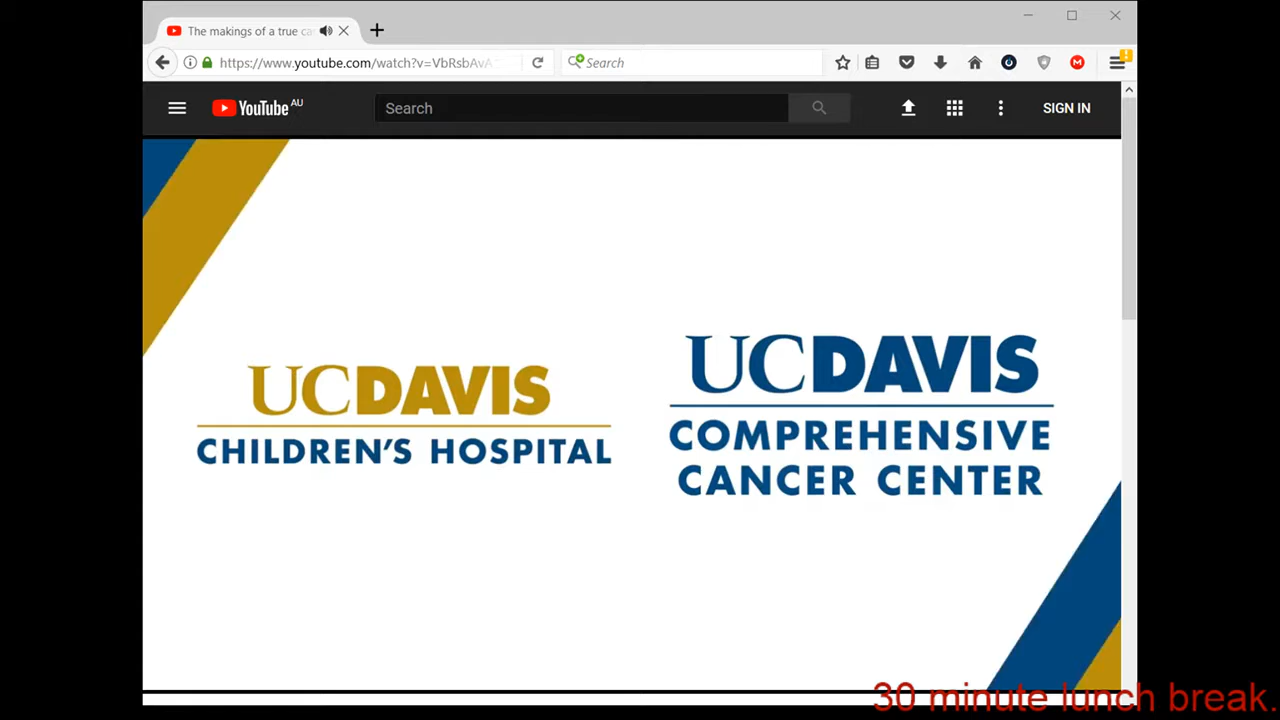 The makings of a true ca
https://www.youtube.com/watch?v=VbRsbAvA
Search
YouTube AU
Search
SIGN IN
UCDAVIS
CHILDREN'S HOSPITAL
UCDAVIS
COMPREHENSIVE
CANCER CENTER
30 minute lunch break.